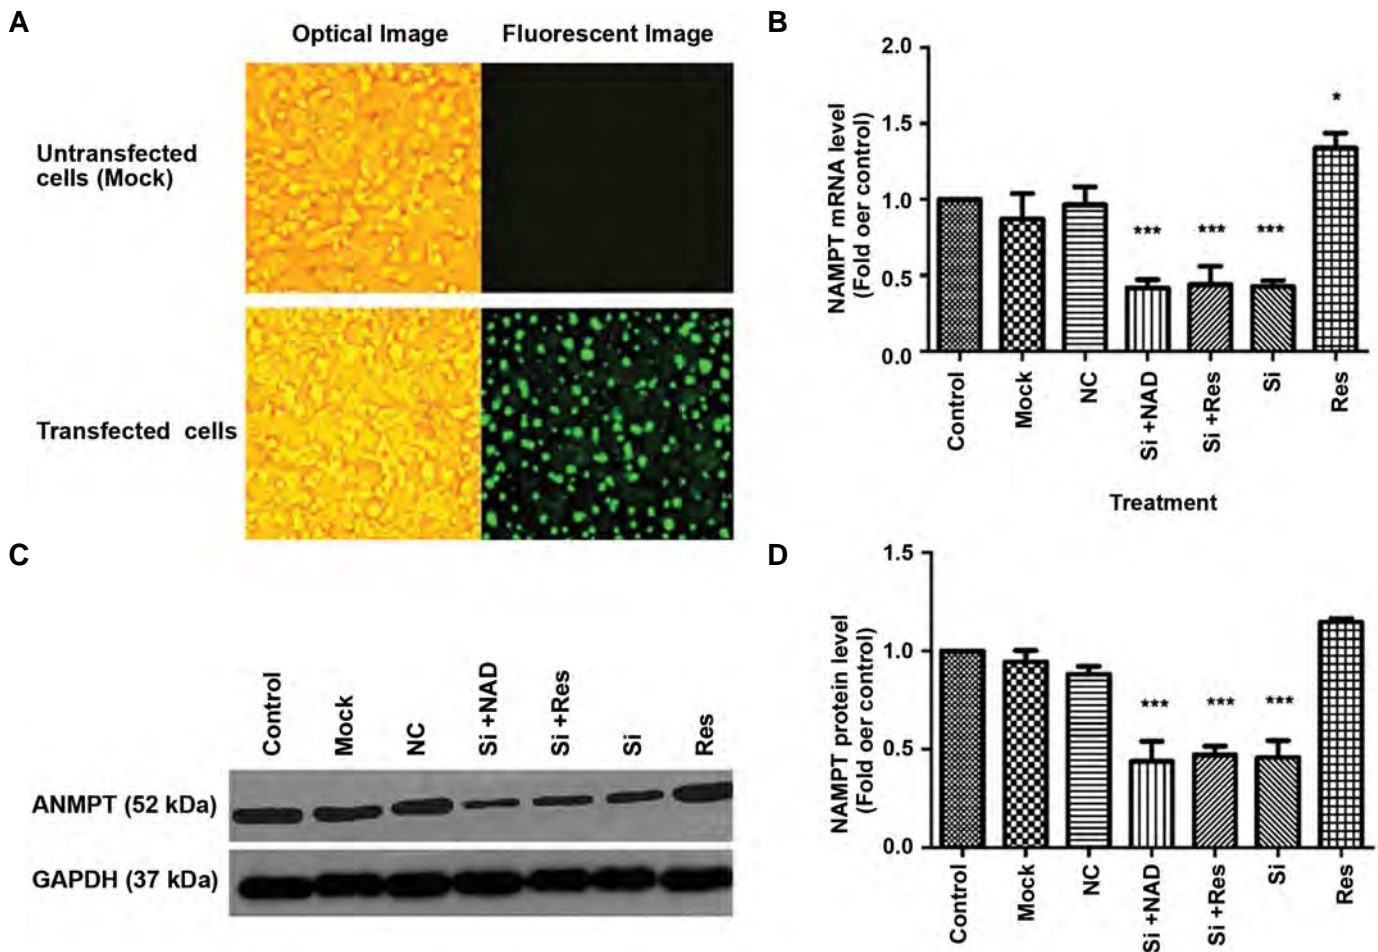 A
Optical Image
Fluorescent Image
Untransfected
cells (Mock)
Transfected cells
B
NAMPT mRNA level
(Fold oer control)
2.0
1.5
1.0
0.5
0.0
*
***
***
***
Control
Mock
NC
Si +NAD
Si +Res
Si
Res
Treatment
C
Control
Mock
NC
Si +NAD
Si +Res
Si
Res
ANMPT (52 kDa)
GAPDH (37 kDa)
D
NAMPT protein level
(Fold oer control)
1.5
1.0
0.5
0.0
***
***
***
Control
Mock
NC
Si +NAD
Si +Res
Si
Res